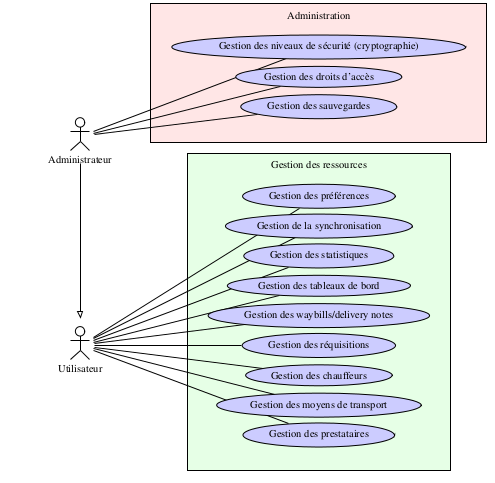 Administration
Gestion des niveaux de sécurité (cryptographie)
Gestion des droits d'accès
Gestion des sauvegardes
Administrateur
Gestion des ressources
Gestion des préférences
Gestion de la synchronisation
Gestion des statistiques
Gestion des tableaux de bord
Gestion des waybills/delivery notes
Gestion des réquisitions
Gestion des chauffeurs
Gestion des moyens de transport
Gestion des prestataires
Utilisateur